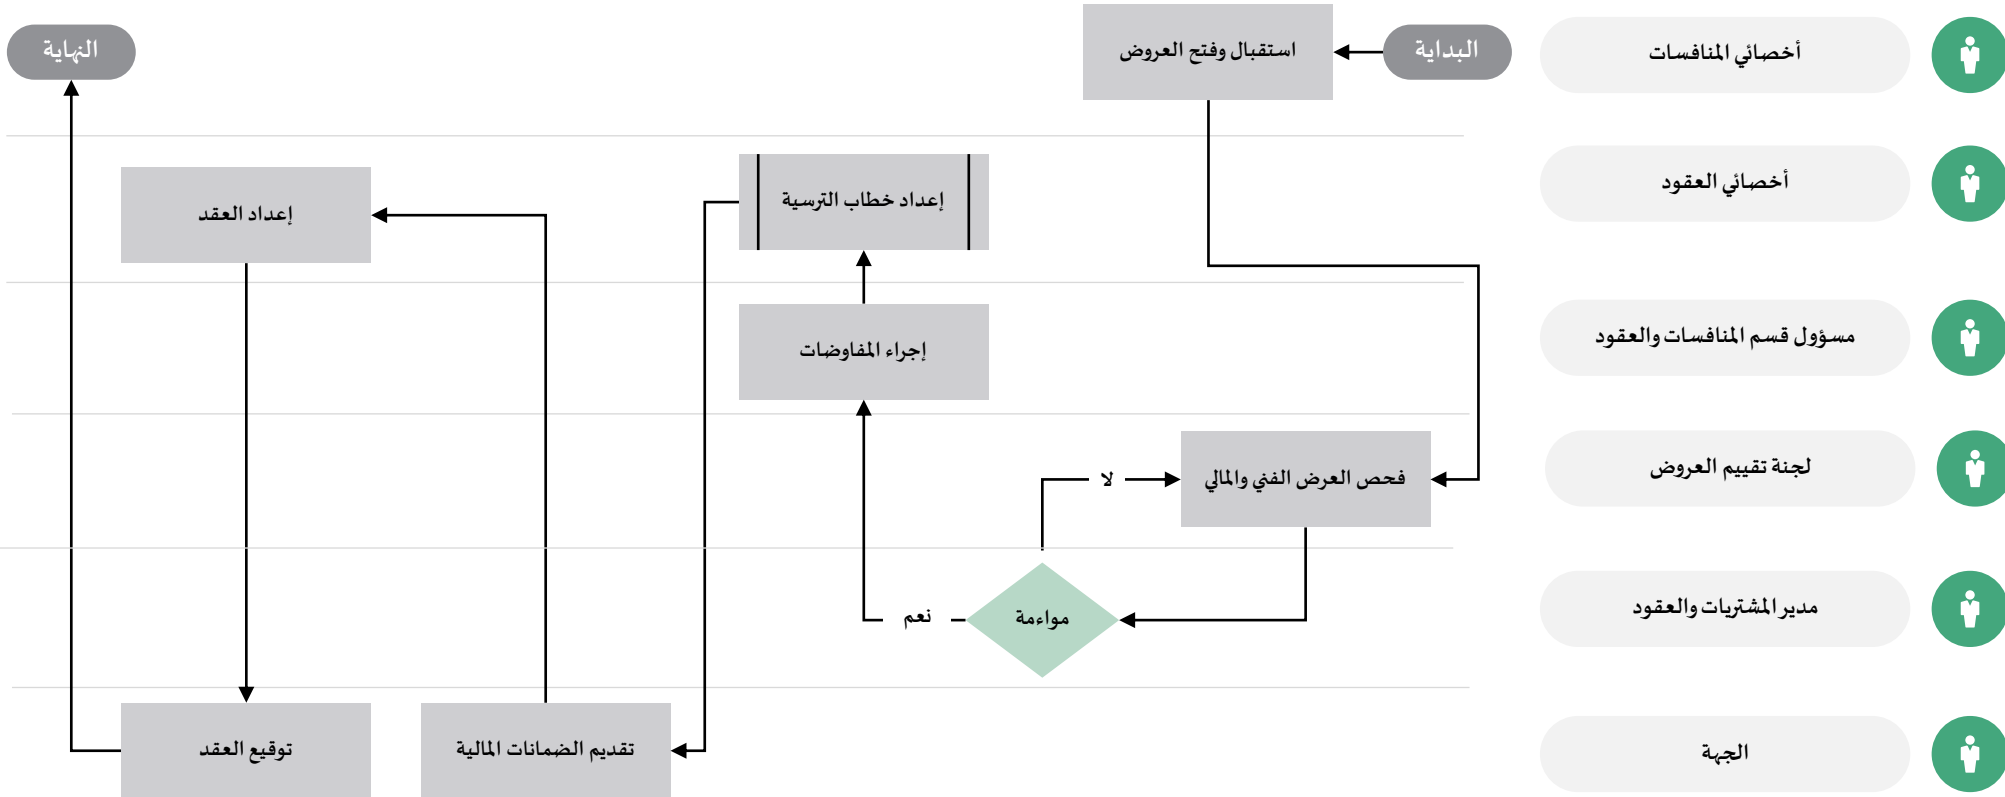 أخصائي المنافسات
البداية
استقبال وفتح العروض
النهاية
أخصائي العقود
إعداد خطاب الترسية
إعداد العقد
مسؤول قسم المنافسات والعقود
إجراء المفاوضات
لجنة تقييم العروض
فحص العرض الفني والمالي
لا
مدير المشتريات والعقود
مواءمة
نعم
الجهة
تقديم الضمانات المالية
توقيع العقد